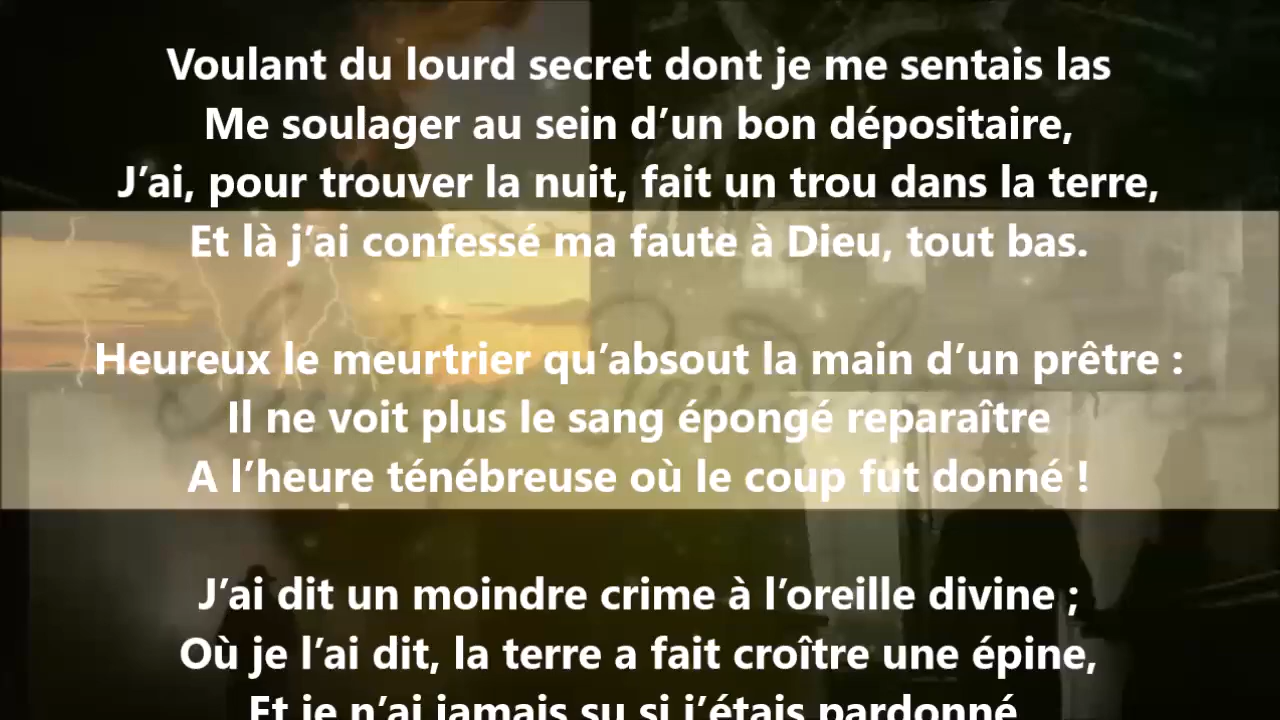 Voulant du lourd secret dont je me sentais las
Me soulager au sein d’un bon dépositaire,
J’ai, pour trouver la nuit, fait un trou dans la terre,
Et là j’ai confessé ma faute à Dieu, tout bas.
Heureux le meurtrier qu’absout la main d’un prêtre :
Il ne voit plus le sang épongé reparaître
A l’heure ténébreuse où le coup fut donné !
J’ai dit un moindre crime à l’oreille divine ;
Où je l’ai dit, la terre a fait croître une épine,
Et je n’ai jamais su si j’étais pardonné